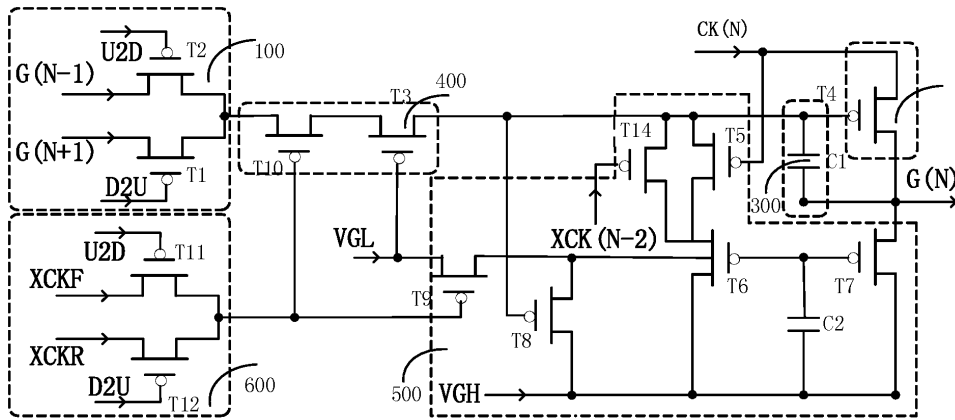 CK(N)
U2D
T2
100
G(N-1)
T3
400
T4
T14
T5
G(N+1)
T10
C1
T1
300
D2U
G(N)
U2D
T11
VGL
XCK(N-2)
XCKF
T9
T6
T7
T8
C2
XCKR
D2U
600
500
VGH
T12